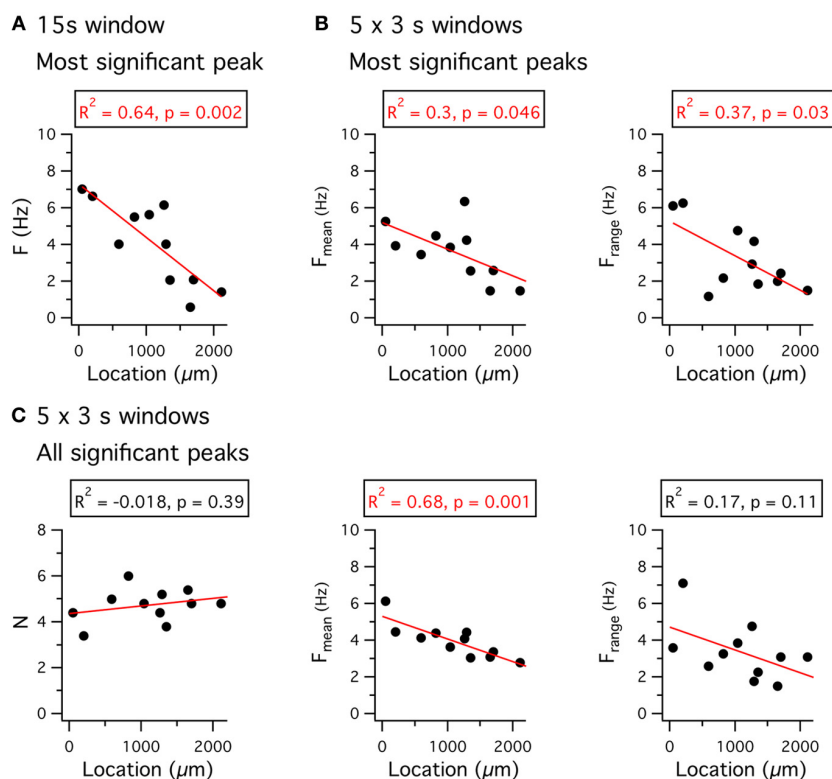 A 15s window
Most significant peak
B 5 x 3 s windows
Most significant peaks
R² = 0.64, p = 0.002
R² = 0.3, p = 0.046
R² = 0.37, p = 0.03
10
8
6
4
2
0
F (Hz)
0 1000 2000
Location (µm)
10
8
6
4
2
0
Fmean (Hz)
0 1000 2000
Location (µm)
10
8
6
4
2
0
Frange (Hz)
0 1000 2000
Location (µm)
C 5 x 3 s windows
All significant peaks
R² = -0.018, p = 0.39
R² = 0.68, p = 0.001
R² = 0.17, p = 0.11
8
6
4
2
0
N
0 1000 2000
Location (µm)
10
8
6
4
2
0
Fmean (Hz)
0 1000 2000
Location (µm)
10
8
6
4
2
0
Frange (Hz)
0 1000 2000
Location (µm)